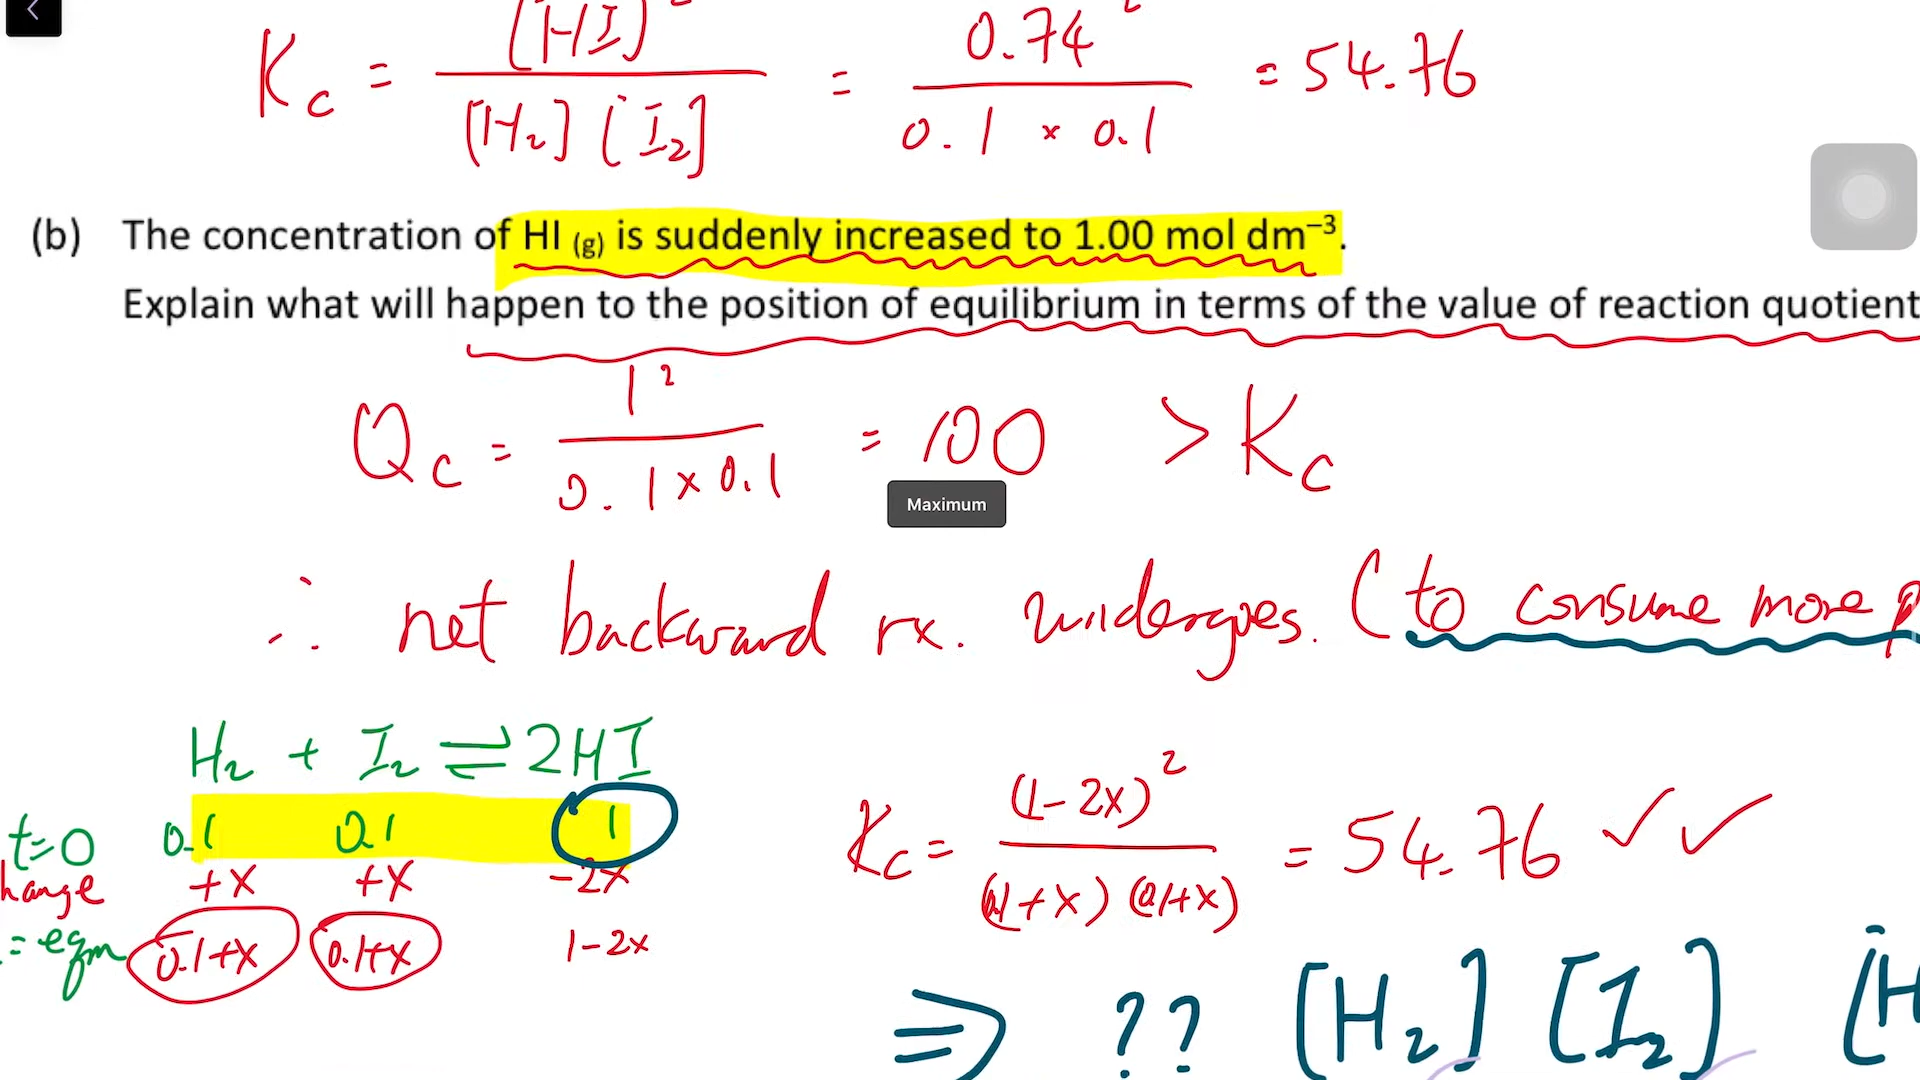 Kc = [HI]² / [H₂] [I₂] = 0.74² / 0.1 × 0.1 = 54.76
(b) The concentration of HI (g) is suddenly increased to 1.00 mol dm⁻³.
Explain what will happen to the position of equilibrium in terms of the value of reaction quotient
Qc = 1² / 0.1 × 0.1 = 100 > Kc
Maximum
∴ net backward rx. undergoes. (to consume more p
H₂ + I₂ ⇌ 2HI
t=0 0.1 0.1 1
hange +x +x -2x
= eqm 0.1+x 0.1+x 1-2x
Kc = (1-2x)² / (0.1+x) (0.1+x) = 54.76 ✓✓
⇒ ?? [H₂] [I₂] [H